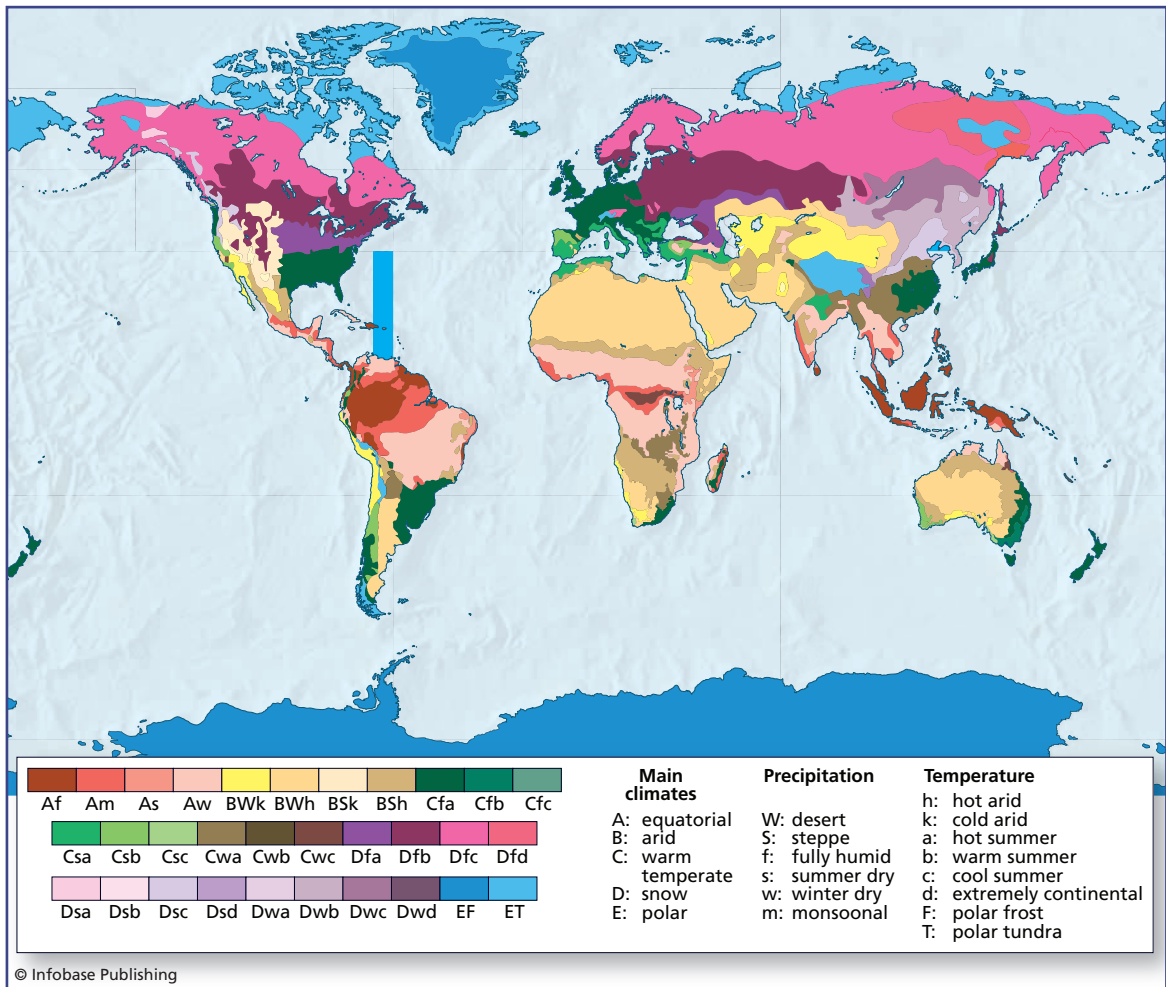 Af Am As Aw BWk BWh BSk BSh Cfa Cfb Cfc
Csa Csb Csc Cwa Cwb Cwc Dfa Dfb Dfc Dfd
Dsa Dsb Dsc Dsd Dwa Dwb Dwc Dwd EF ET
Main
climates
A: equatorial
B: arid
C: warm
temperate
D: snow
E: polar
Precipitation
W: desert
S: steppe
f: fully humid
s: summer dry
w: winter dry
m: monsoonal
Temperature
h: hot arid
k: cold arid
a: hot summer
b: warm summer
c: cool summer
d: extremely continental
F: polar frost
T: polar tundra
© Infobase Publishing